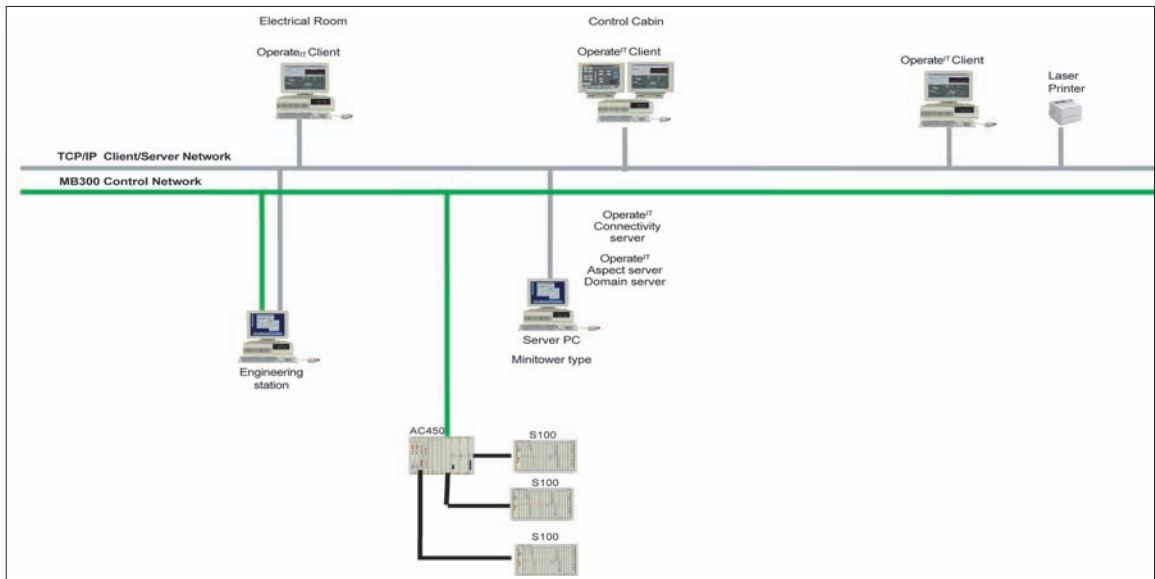 Electrical Room
Control Cabin
OperateIT Client
OperateIT Client
OperateIT Client
Laser
Printer
TCP/IP Client/Server Network
MB300 Control Network
OperateIT
Connectivity
server
OperateIT
Aspect server
Domain server
Server PC
Minitower type
Engineering
station
AC450
S100
S100
S100